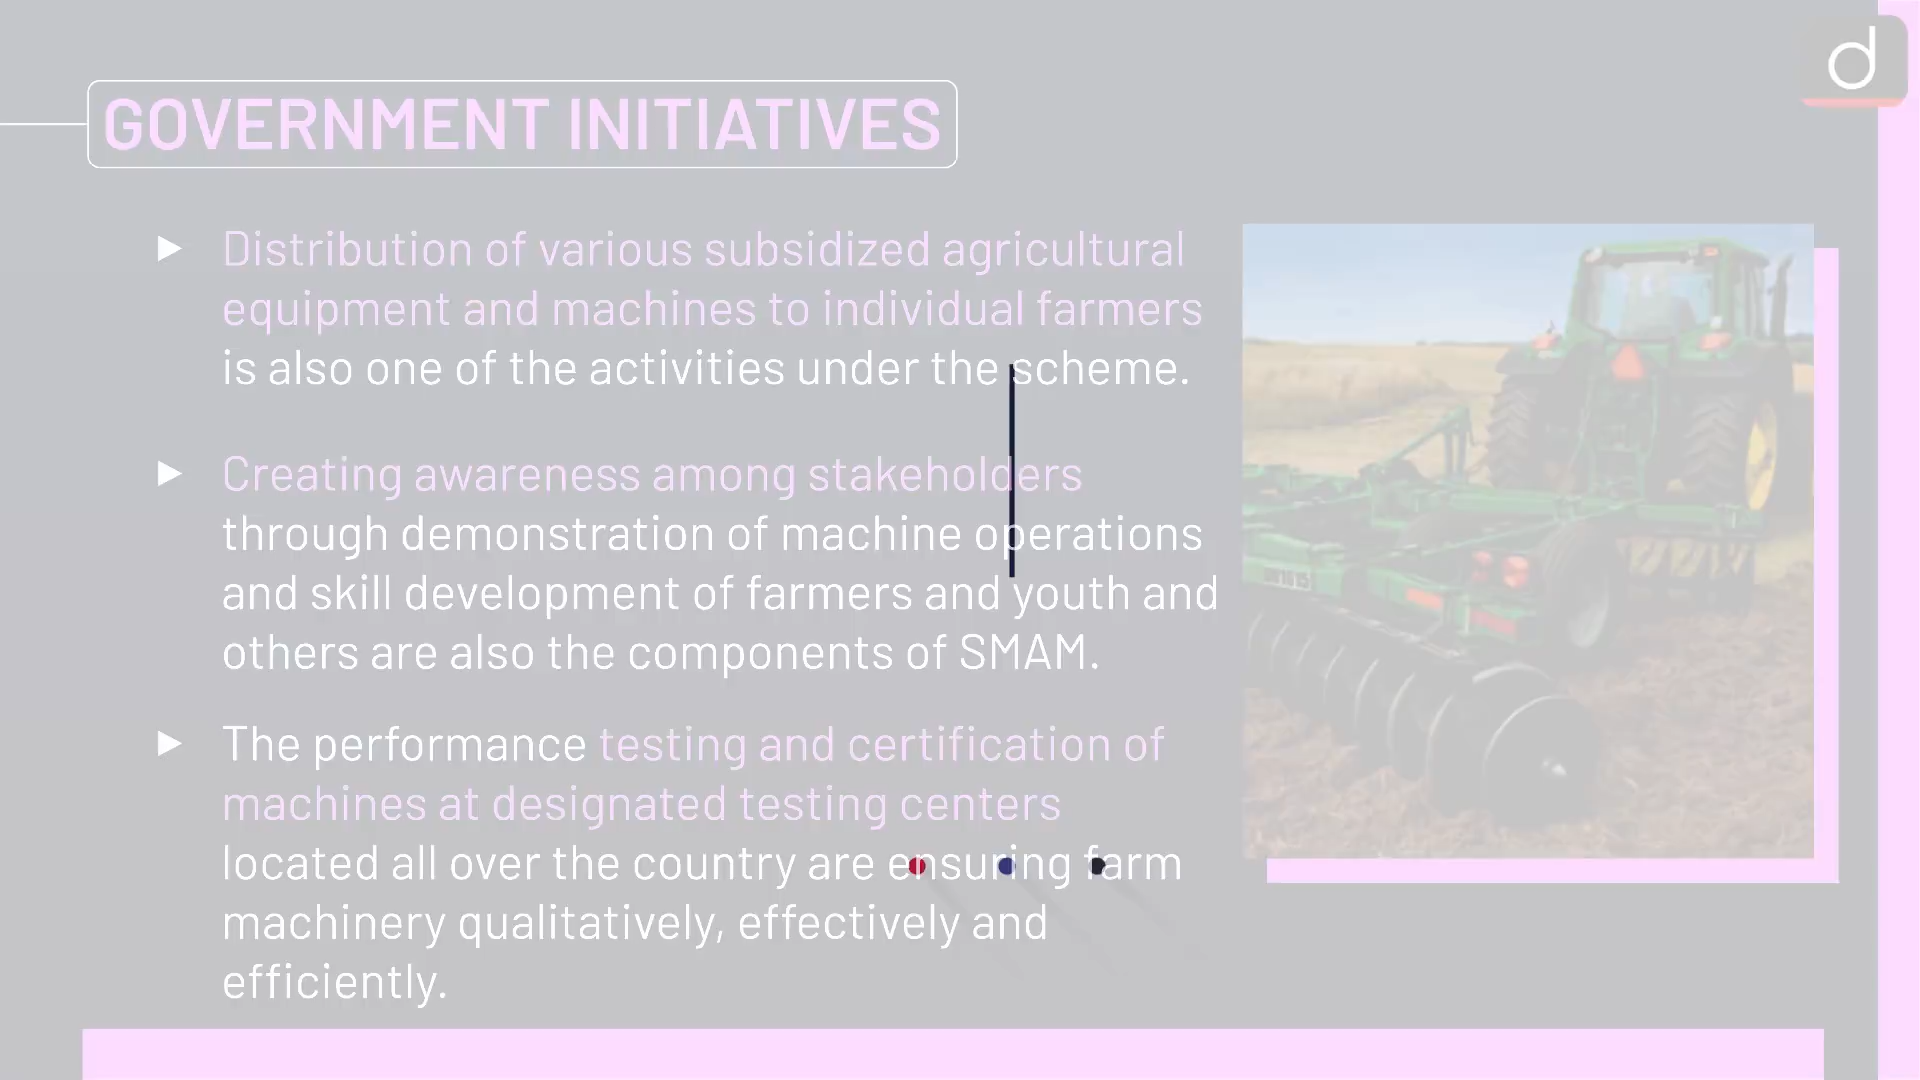 GOVERNMENT INITIATIVES
Distribution of various subsidized agricultural
equipment and machines to individual farmers
is also one of the activities under the scheme.
Creating awareness among stakeholders
through demonstration of machine operations
and skill development of farmers and youth and
others are also the components of SMAM.
The performance testing and certification of
machines at designated testing centers
located all over the country are ensuring farm
machinery qualitatively, effectively and
efficiently.
d